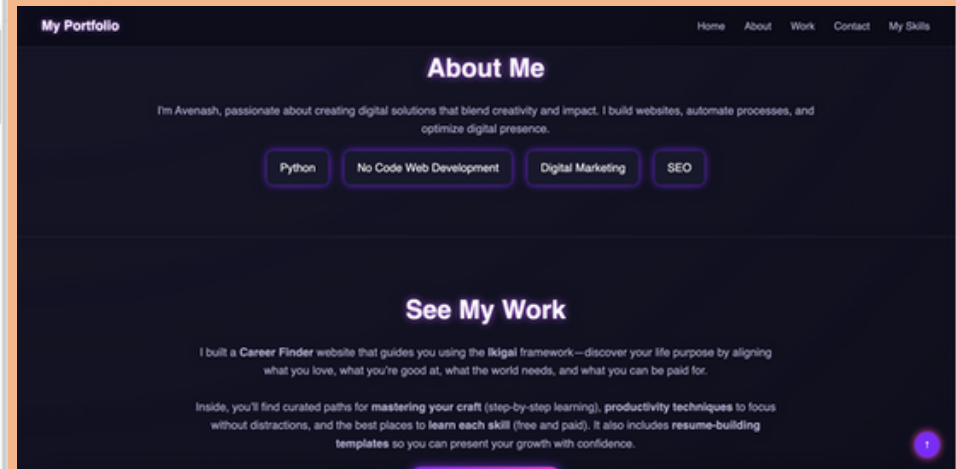 My Portfolio
Home About Work Contact My Skills
About Me
I'm Avenash, passionate about creating digital solutions that blend creativity and impact. I build websites, automate processes, and
optimize digital presence.
Python No Code Web Development Digital Marketing SEO
See My Work
I built a Career Finder website that guides you using the Ikigai framework—discover your life purpose by aligning
what you love, what you're good at, what the world needs, and what you can be paid for.
Inside, you'll find curated paths for mastering your craft (step-by-step learning), productivity techniques to focus
without distractions, and the best places to learn each skill (free and paid). It also includes resume-building
templates so you can present your growth with confidence.
↑